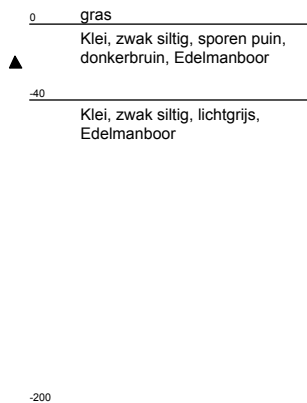 0 gras
Klei, zwak siltig, sporen puin,
donkerbruin, Edelmanboor
-40
Klei, zwak siltig, lichtgrijs,
Edelmanboor
-200